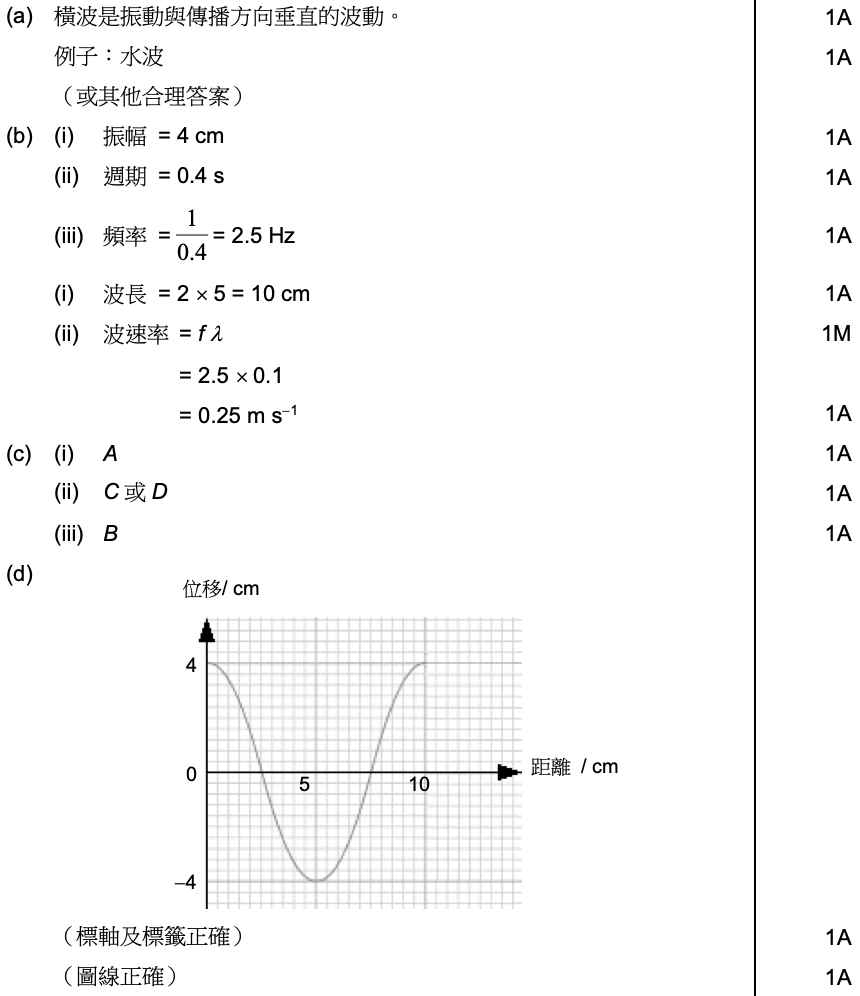 (a) 橫波是振動與傳播方向垂直的波動。 1A
例子：水波 1A
（或其他合理答案）
(b) (i) 振幅 = 4 cm 1A
(ii) 週期 = 0.4 s 1A
(iii) 頻率 = 1/0.4 = 2.5 Hz 1A
(i) 波長 = 2 × 5 = 10 cm 1A
(ii) 波速率 = f λ 1M
= 2.5 × 0.1
= 0.25 m s⁻¹ 1A
(c) (i) A 1A
(ii) C 或 D 1A
(iii) B 1A
(d)
位移/ cm
4
0
5 10
距離 / cm
–4
（標軸及標籤正確） 1A
（圖線正確） 1A